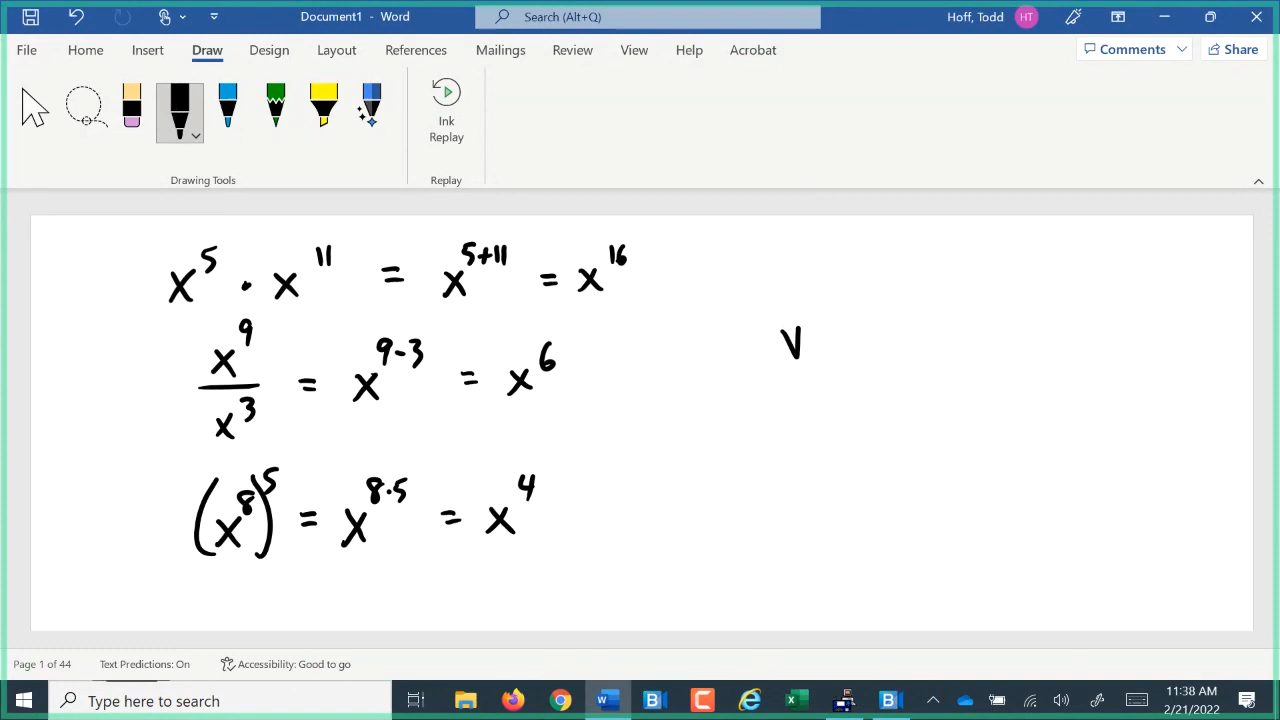 Document1 - Word
Search (Alt+Q)
Hoff, Todd
HT
File Home Insert Draw Design Layout References Mailings Review View Help Acrobat
Comments
Share
Ink Replay
Drawing Tools
Replay
x^5 · x^11 = x^{5+11} = x^16
x^9/x^3 = x^{9-3} = x^6
V
(x^8)^5 = x^{8·5} = x^4
Page 1 of 44
Text Predictions: On
Accessibility: Good to go
Type here to search
11:38 AM
2/21/2022